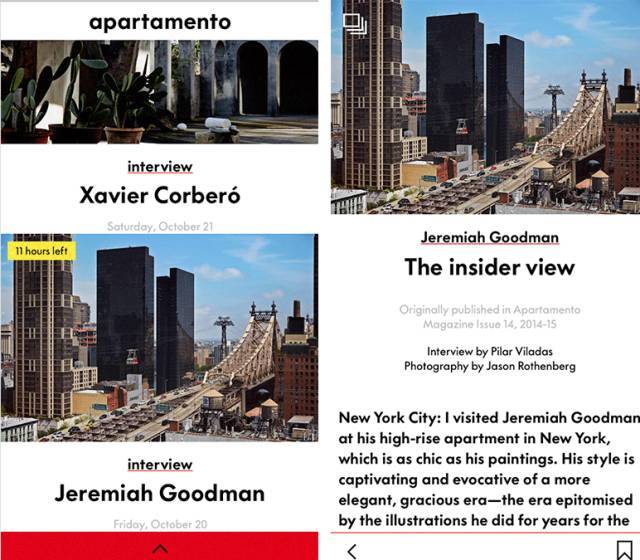 apartamento
interview
Xavier Corberó
Saturday, October 21
11 hours left
interview
Jeremiah Goodman
Friday, October 20
Jeremiah Goodman
The insider view
Originally published in Apartamento
Magazine Issue 14, 2014-15
Interview by Pilar Viladas
Photography by Jason Rothenberg
New York City: I visited Jeremiah Goodman
at his high-rise apartment in New York,
which is as chic as his paintings. His style is
captivating and evocative of a more
elegant, gracious era—the era epitomised
by the illustrations he did for years for the